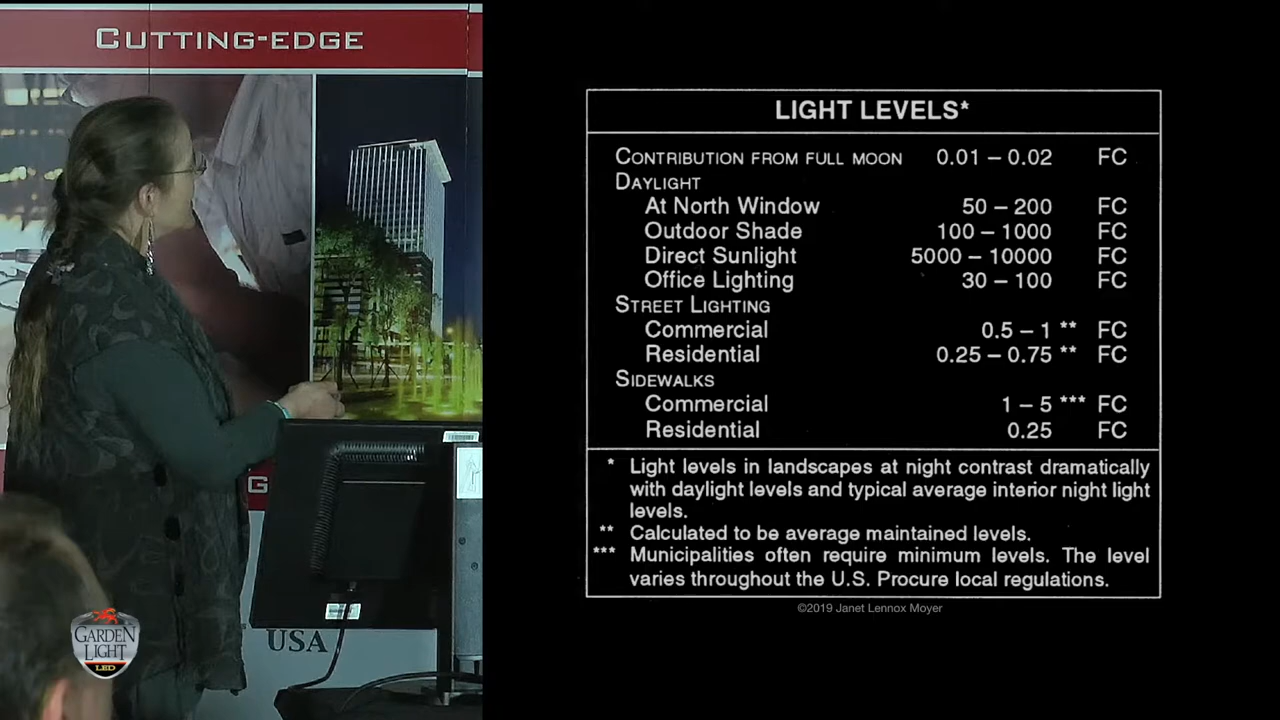 CUTTING-EDGE
LIGHT LEVELS*
CONTRIBUTION FROM FULL MOON 0.01 – 0.02 FC
DAYLIGHT
At North Window 50 – 200 FC
Outdoor Shade 100 – 1000 FC
Direct Sunlight 5000 – 10000 FC
Office Lighting 30 – 100 FC
STREET LIGHTING
Commercial 0.5 – 1 ** FC
Residential 0.25 – 0.75 ** FC
SIDEWALKS
Commercial 1 – 5 *** FC
Residential 0.25 FC
* Light levels in landscapes at night contrast dramatically
with daylight levels and typical average interior night light
levels.
** Calculated to be average maintained levels.
*** Municipalities often require minimum levels. The level
varies throughout the U.S. Procure local regulations.
©2019 Janet Lennox Moyer
G
USA
GARDEN
LIGHT
LED